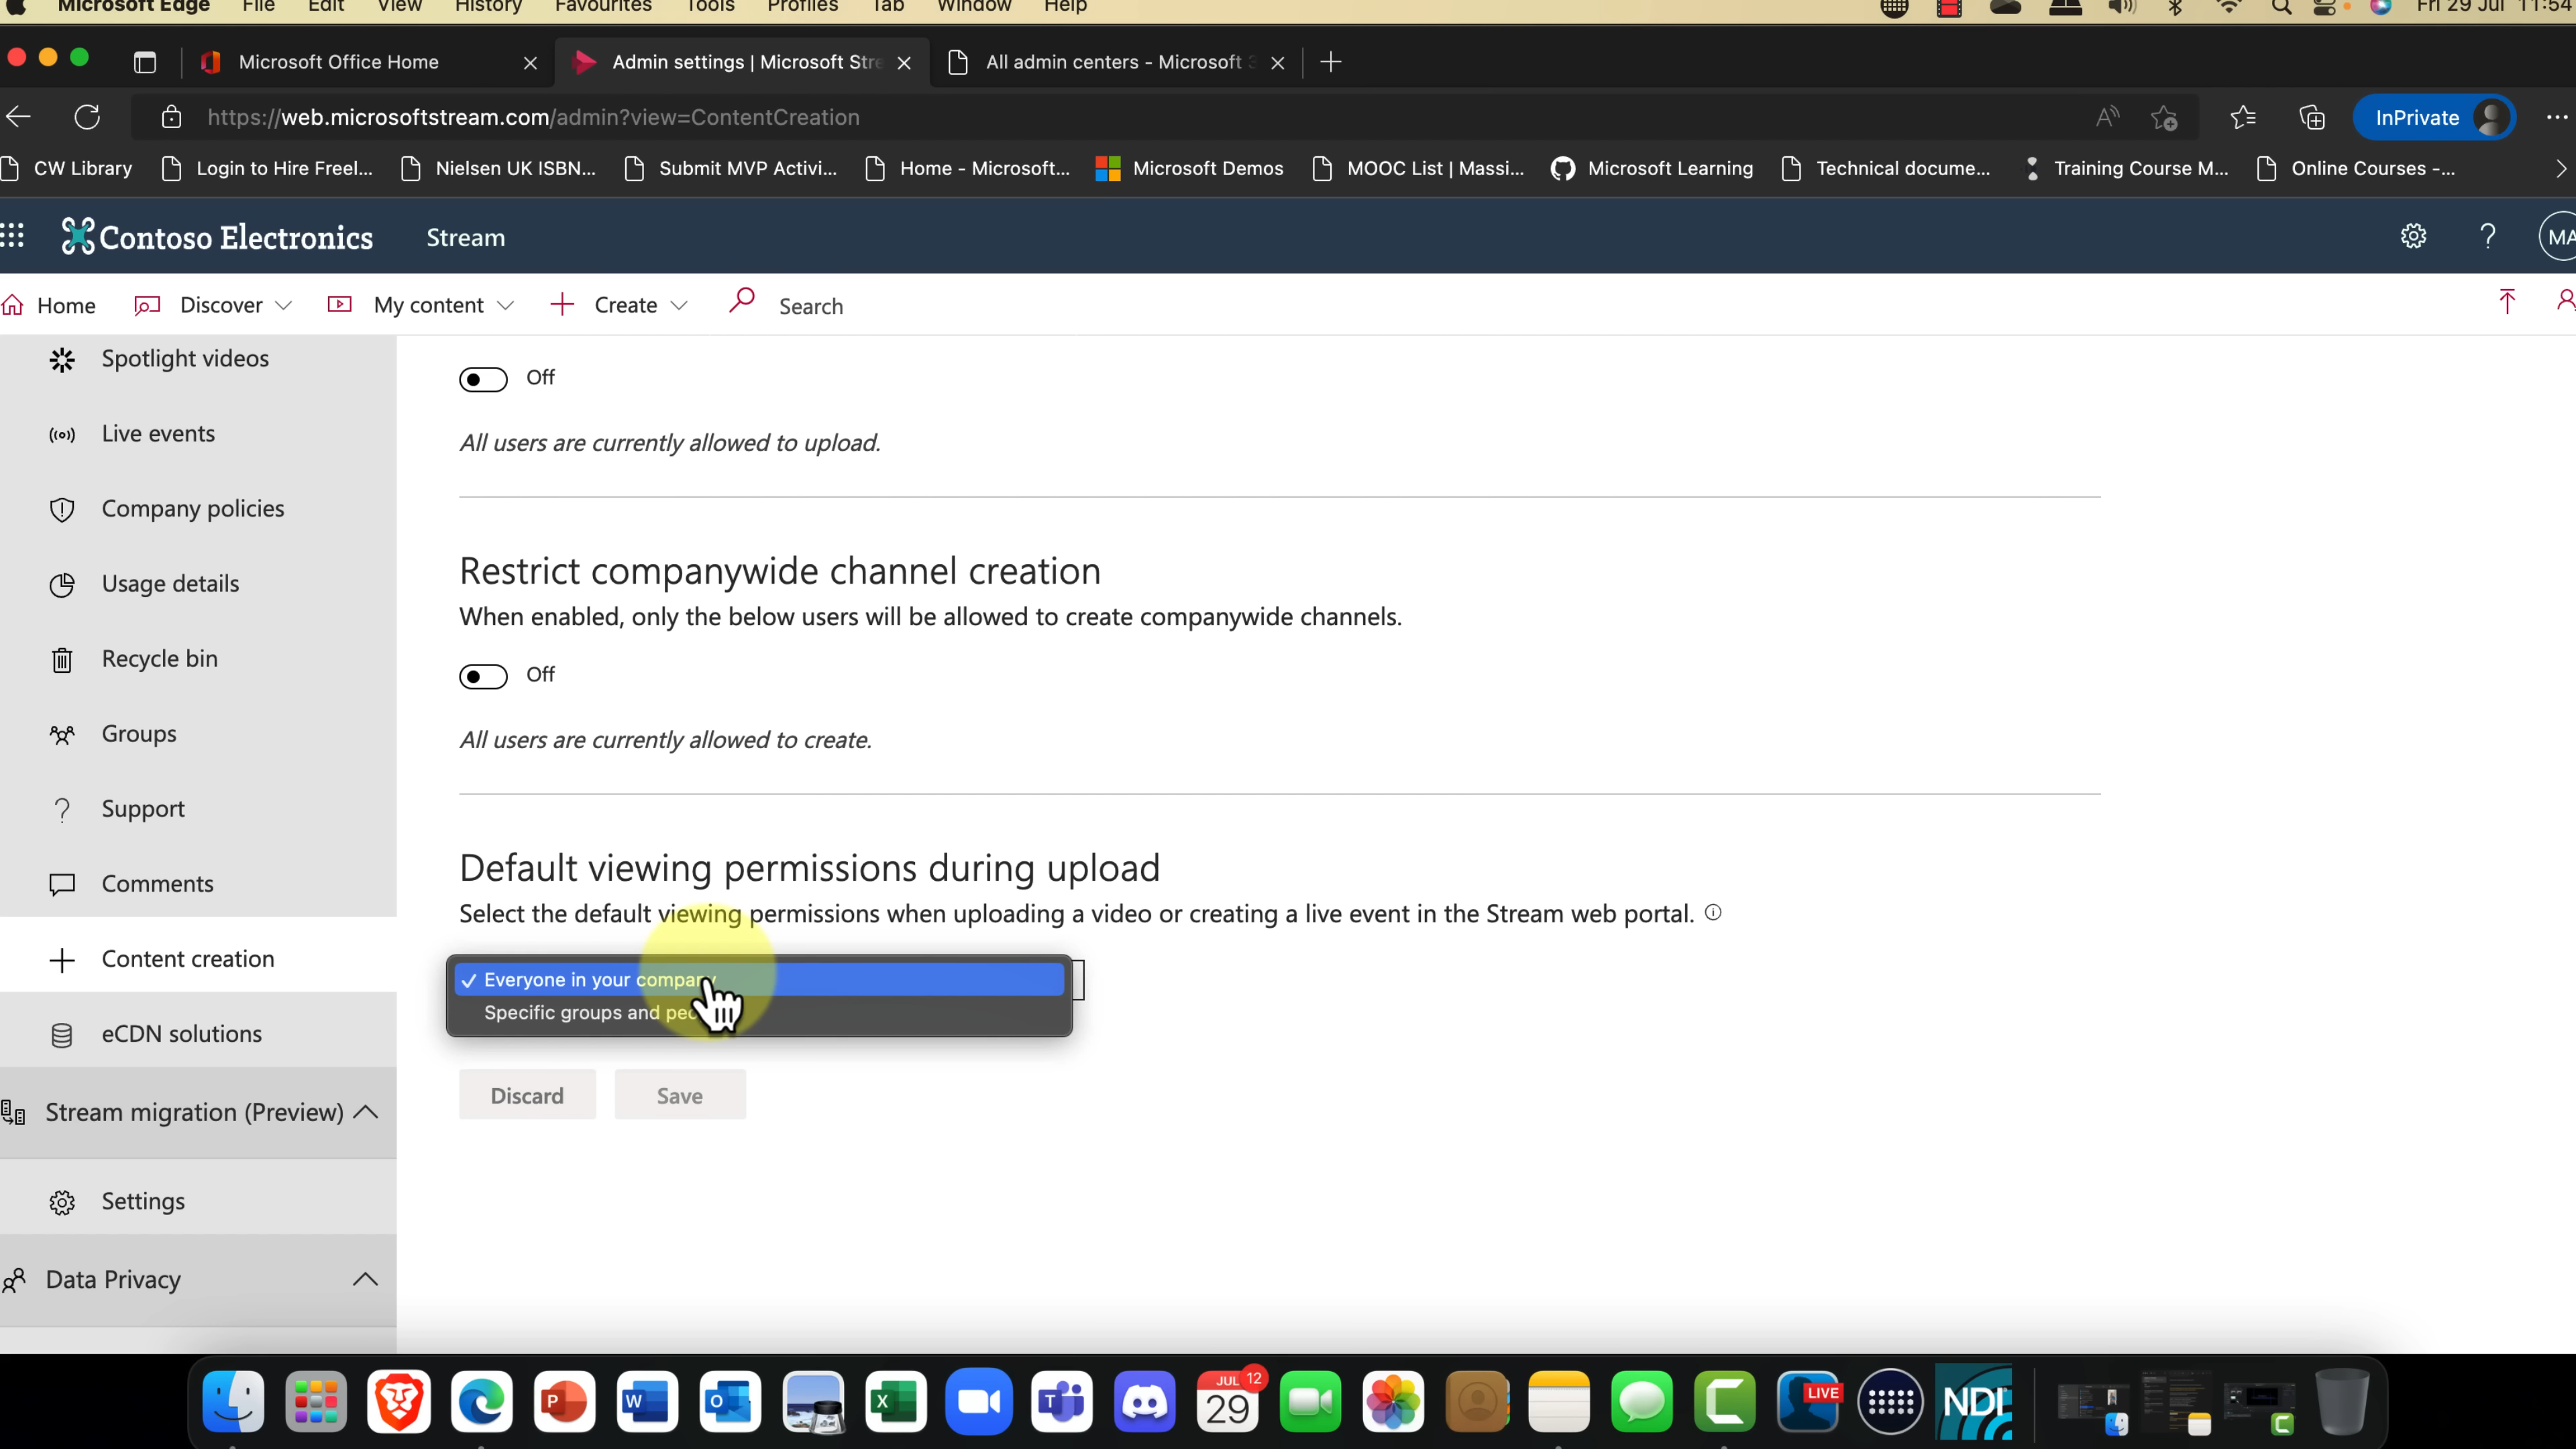 Microsoft Edge File Edit View History Favourites Tools Profiles Tab Window Help Fri 29 Jul 11:54
Microsoft Office Home Admin settings | Microsoft Stre All admin centers - Microsoft 3
https://web.microsoftstream.com/admin?view=ContentCreation InPrivate
CW Library Login to Hire Freel... Nielsen UK ISBN... Submit MVP Activi... Home - Microsoft... Microsoft Demos MOOC List | Massi... Microsoft Learning Technical docume... Training Course M... Online Courses -...
Contoso Electronics Stream MA
Home Discover My content Create Search
Spotlight videos
Live events
Company policies
Usage details
Recycle bin
Groups
Support
Comments
Content creation
eCDN solutions
Stream migration (Preview)
Settings
Data Privacy
Off
All users are currently allowed to upload.
Restrict companywide channel creation
When enabled, only the below users will be allowed to create companywide channels.
Off
All users are currently allowed to create.
Default viewing permissions during upload
Select the default viewing permissions when uploading a video or creating a live event in the Stream web portal.
✓ Everyone in your company
Specific groups and
Discard Save
JUL 12
29
LIVE
NDI